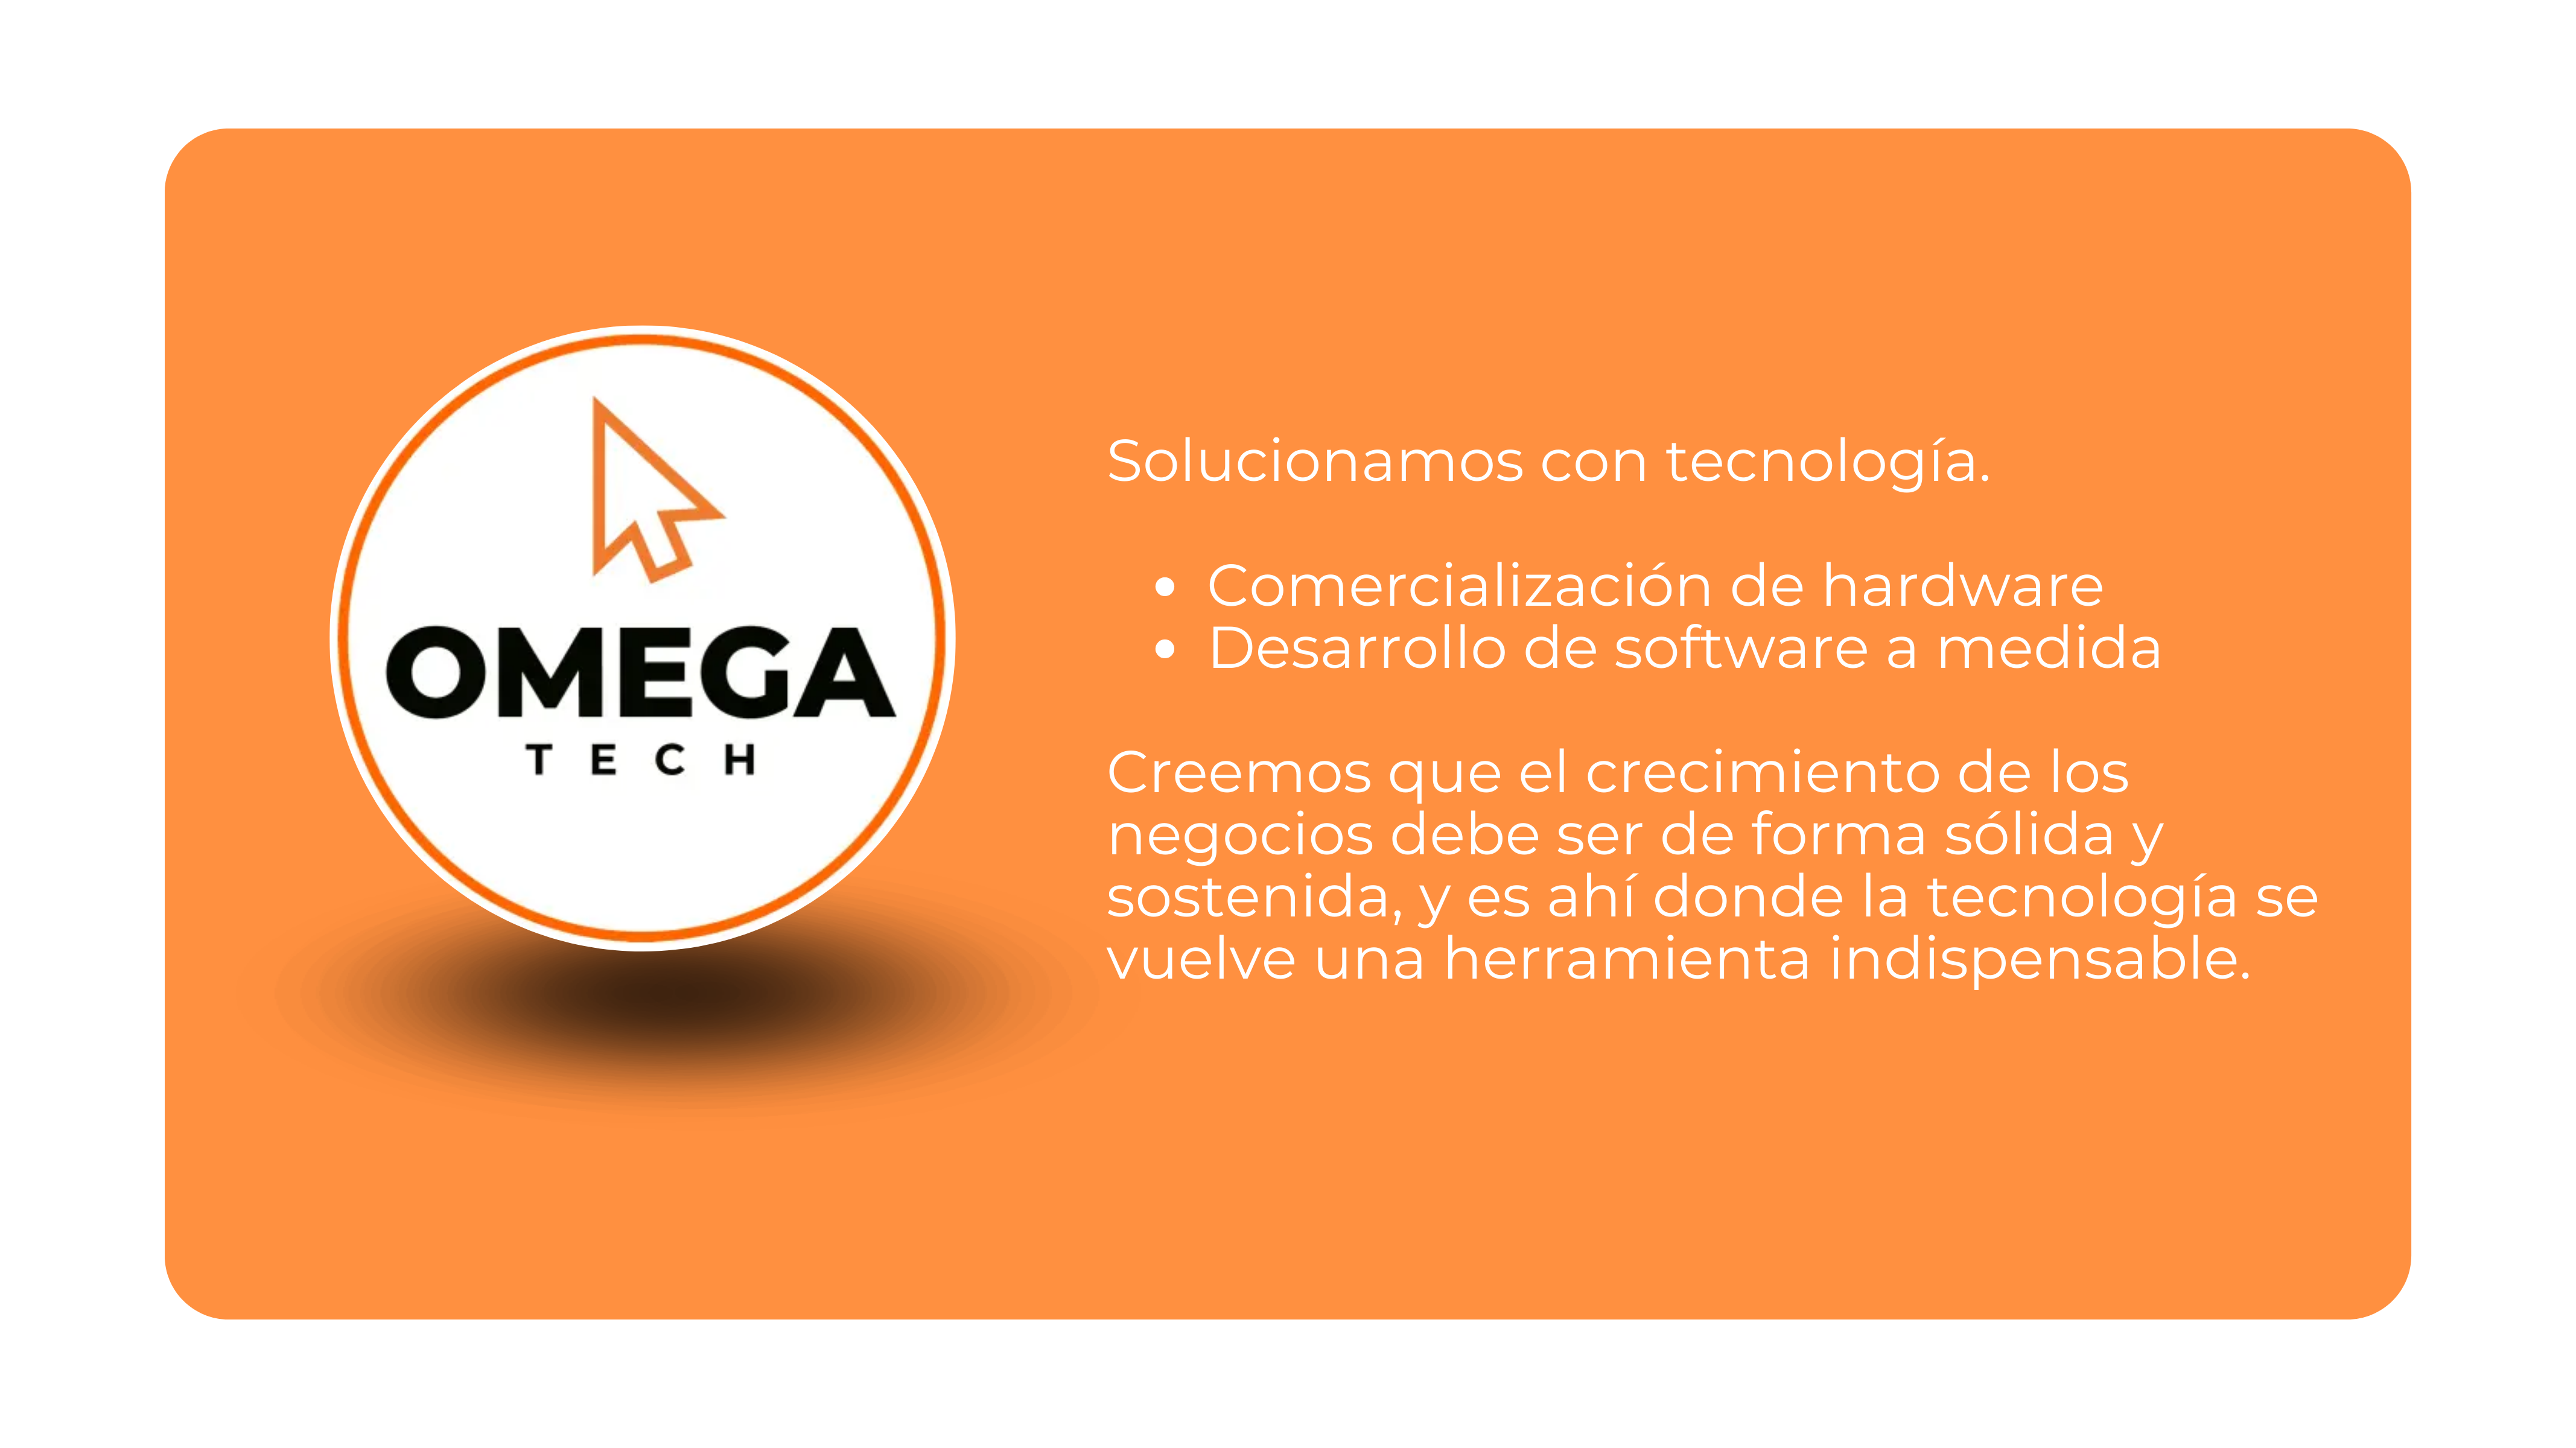 OMEGA
TECH
Solucionamos con tecnología.
• Comercialización de hardware
• Desarrollo de software a medida
Creemos que el crecimiento de los
negocios debe ser de forma sólida y
sostenida, y es ahí donde la tecnología se
vuelve una herramienta indispensable.